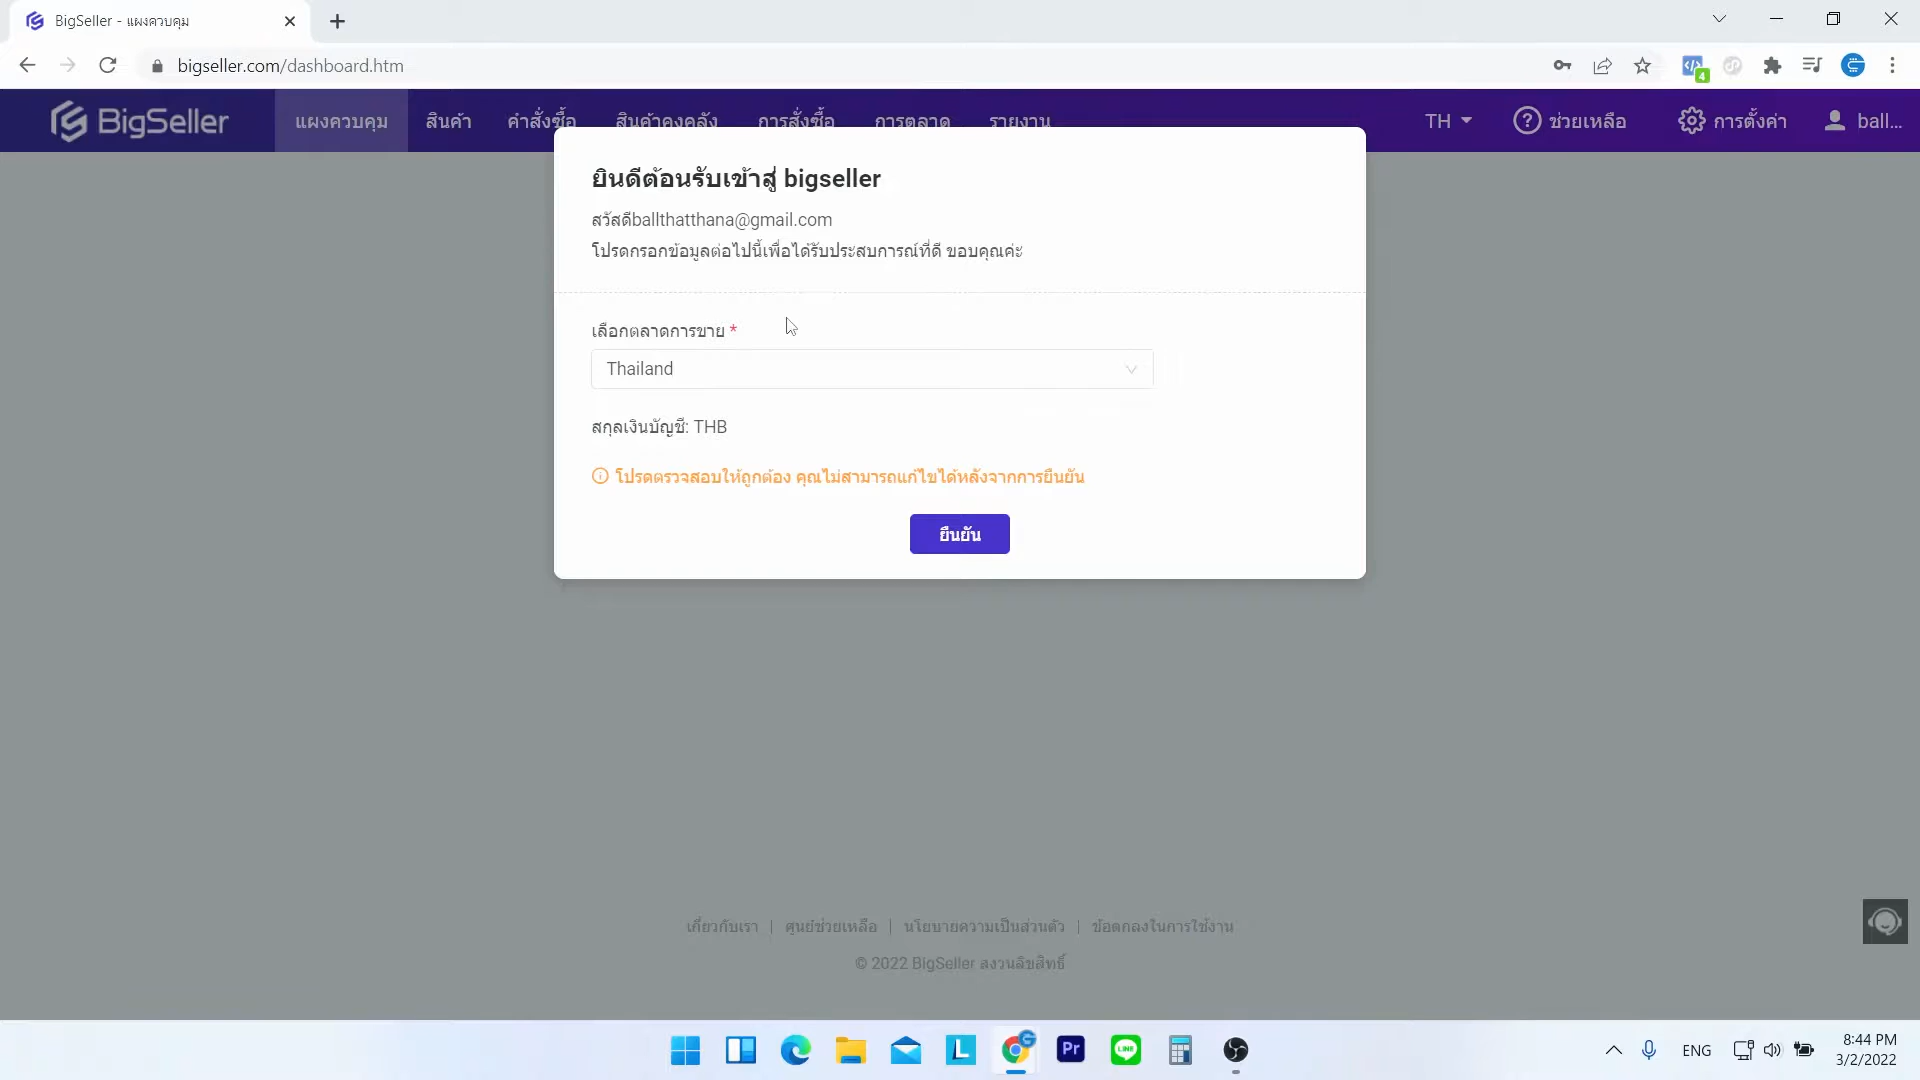 BigSeller - แผงควบคุม
bigseller.com/dashboard.htm
4
BigSeller แผงควบคุม สินค้า คำสั่งซื้อ สินค้าคงคลัง การสั่งซื้อ การตลาด รายงาน TH ช่วยเหลือ การตั้งค่า ball...
ยินดีต้อนรับเข้าสู่ bigseller
สวัสดีballthatthana@gmail.com
โปรดกรอกข้อมูลต่อไปนี้เพื่อได้รับประสบการณ์ที่ดี ขอบคุณค่ะ
เลือกตลาดการขาย *
Thailand
สกุลเงินบัญชี: THB
โปรดตรวจสอบให้ถูกต้อง คุณไม่สามารถแก้ไขได้หลังจากการยืนยัน
ยืนยัน
เกี่ยวกับเรา | ศูนย์ช่วยเหลือ | นโยบายความเป็นส่วนตัว | ข้อตกลงในการใช้งาน
© 2022 BigSeller สงวนลิขสิทธิ์
L Pr LINE ENG 8:44 PM
3/2/2022